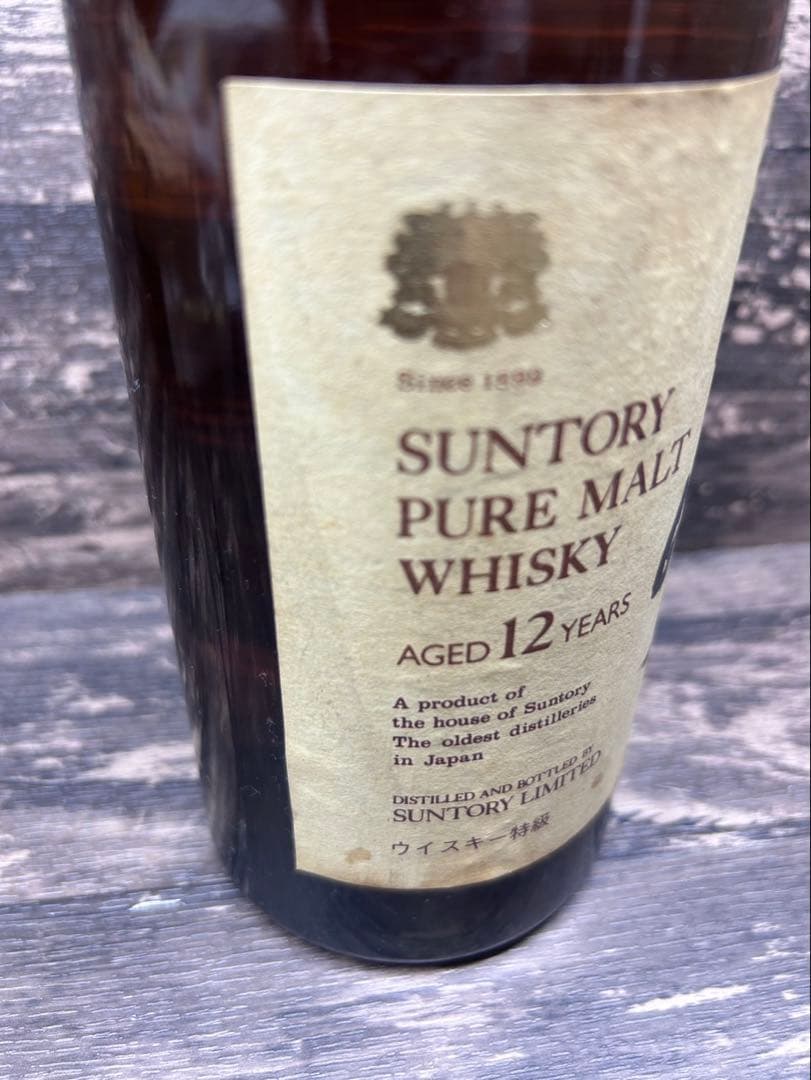 Since 1899
SUNTORY
PURE MALT
WHISKY
AGED 12 YEARS
A product of
the house of Suntory
The oldest distilleries
in Japan
DISTILLED AND BOTTLED BY
SUNTORY LIMITED
ウイスキー特級